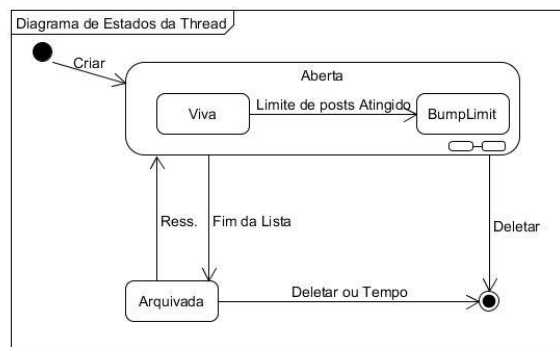 Diagrama de Estados da Thread
Criar
Aberta
Viva
Limite de posts Atingido
BumpLimit
Ress.
Fim da Lista
Deletar
Arquivada
Deletar ou Tempo